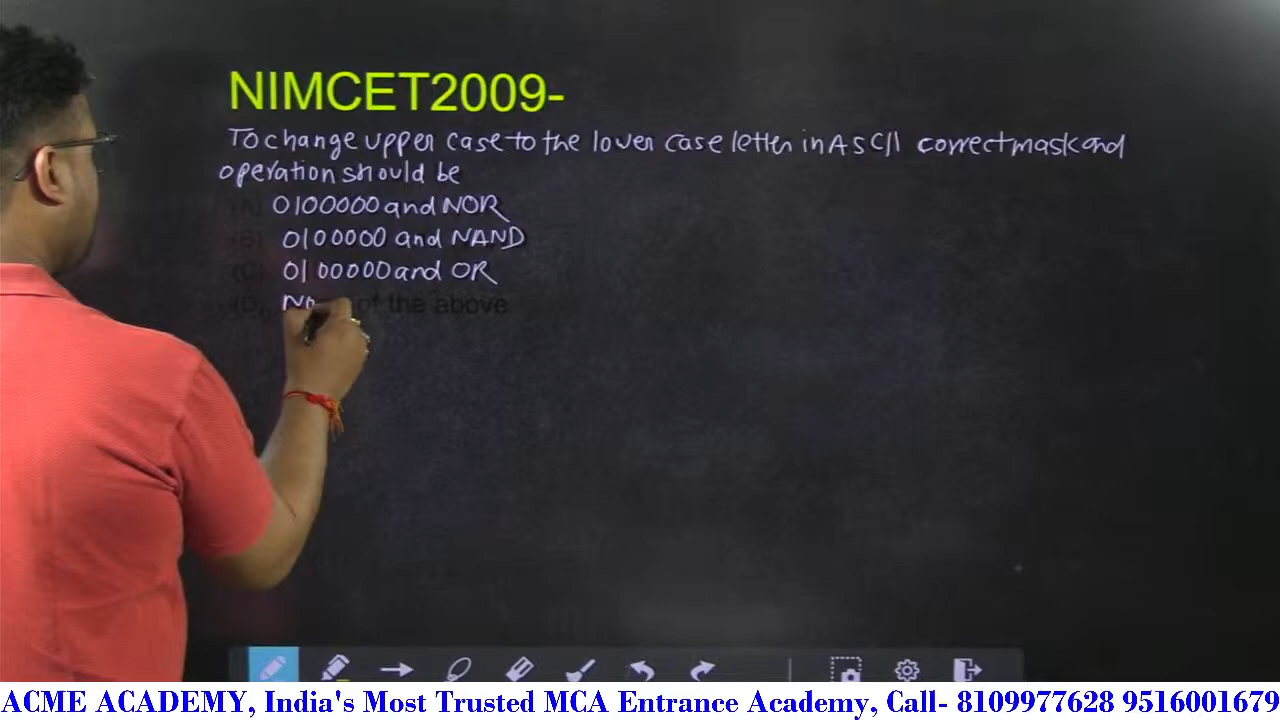 NIMCET2009-
To change upper case to the lower case letter in ASCII correct mask and
operation should be
(A) 0100000 and NOR
(B) 0100000 and NAND
(C) 0100000 and OR
(D) No of the above
ACME ACADEMY, India's Most Trusted MCA Entrance Academy, Call- 8109977628 9516001679